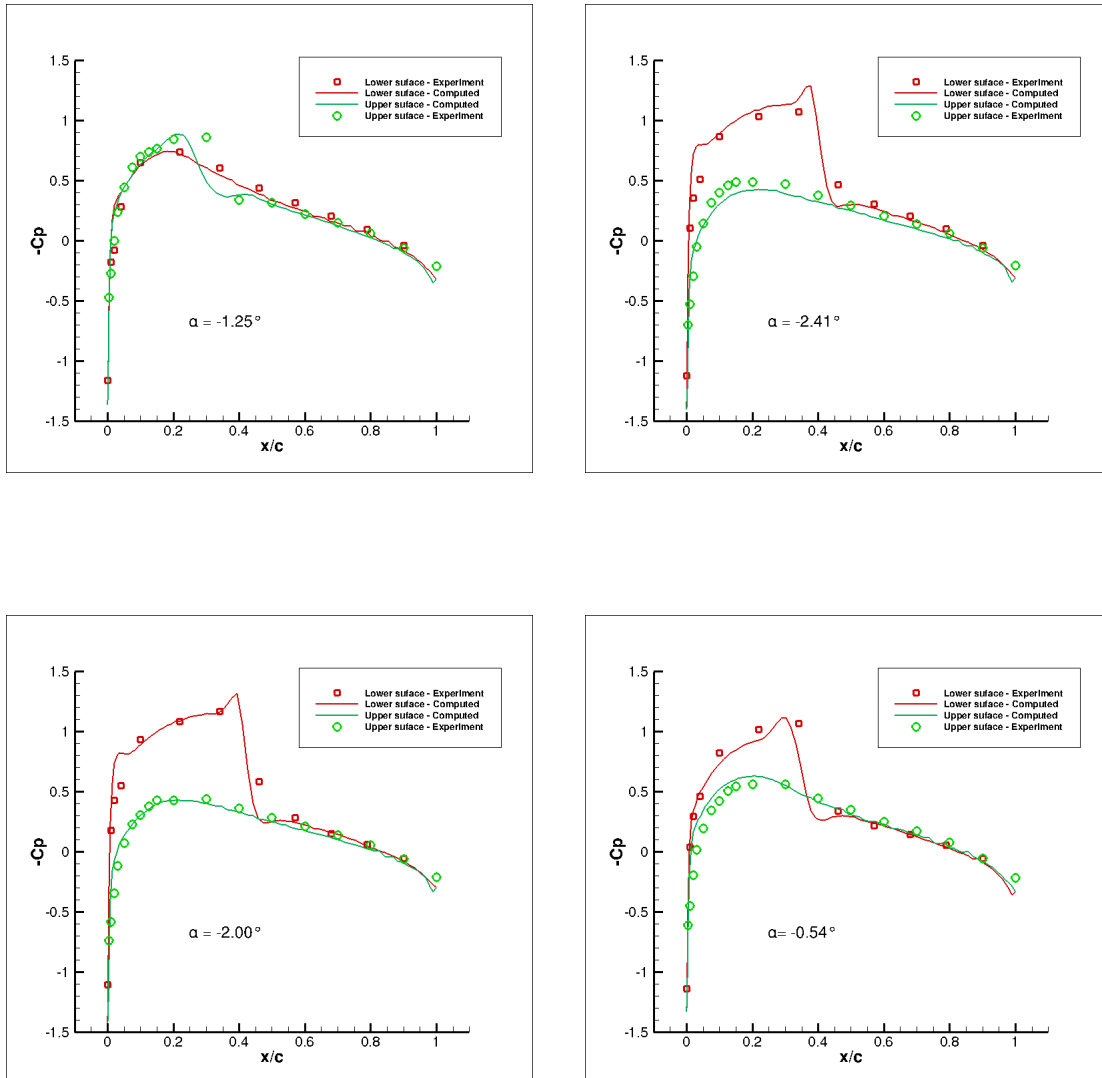 1.5
1
0.5
0
-0.5
-1
-1.5
-Cp
0 0.2 0.4 0.6 0.8 1
x/c
Lower suface - Experiment
Lower suface - Computed
Upper suface - Computed
Upper suface - Experiment
α = -1.25°
1.5
1
0.5
0
-0.5
-1
-1.5
-Cp
0 0.2 0.4 0.6 0.8 1
x/c
Lower suface - Experiment
Lower suface - Computed
Upper suface - Computed
Upper suface - Experiment
α = -2.41°
1.5
1
0.5
0
-0.5
-1
-1.5
-Cp
0 0.2 0.4 0.6 0.8 1
x/c
Lower suface - Experiment
Lower suface - Computed
Upper suface - Computed
Upper suface - Experiment
α = -2.00°
1.5
1
0.5
0
-0.5
-1
-1.5
-Cp
0 0.2 0.4 0.6 0.8 1
x/c
Lower suface - Experiment
Lower suface - Computed
Upper suface - Computed
Upper suface - Experiment
α= -0.54°